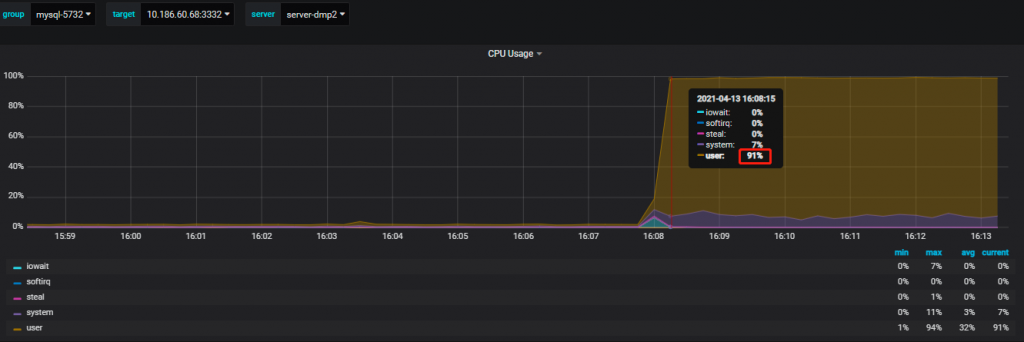 group mysql-5732 target 10.186.60.68:3332 server server-dmp2
CPU Usage
100%
80%
60%
40%
20%
0%
2021-04-13 16:08:15
iowait: 0%
softirq: 0%
steal: 0%
system: 7%
user: 91%
15:59 16:00 16:01 16:02 16:03 16:04 16:05 16:06 16:07 16:08 16:09 16:10 16:11 16:12 16:13
min max avg current
iowait 0% 7% 0% 0%
softirq 0% 0% 0% 0%
steal 0% 1% 0% 0%
system 0% 11% 3% 7%
user 1% 94% 32% 91%